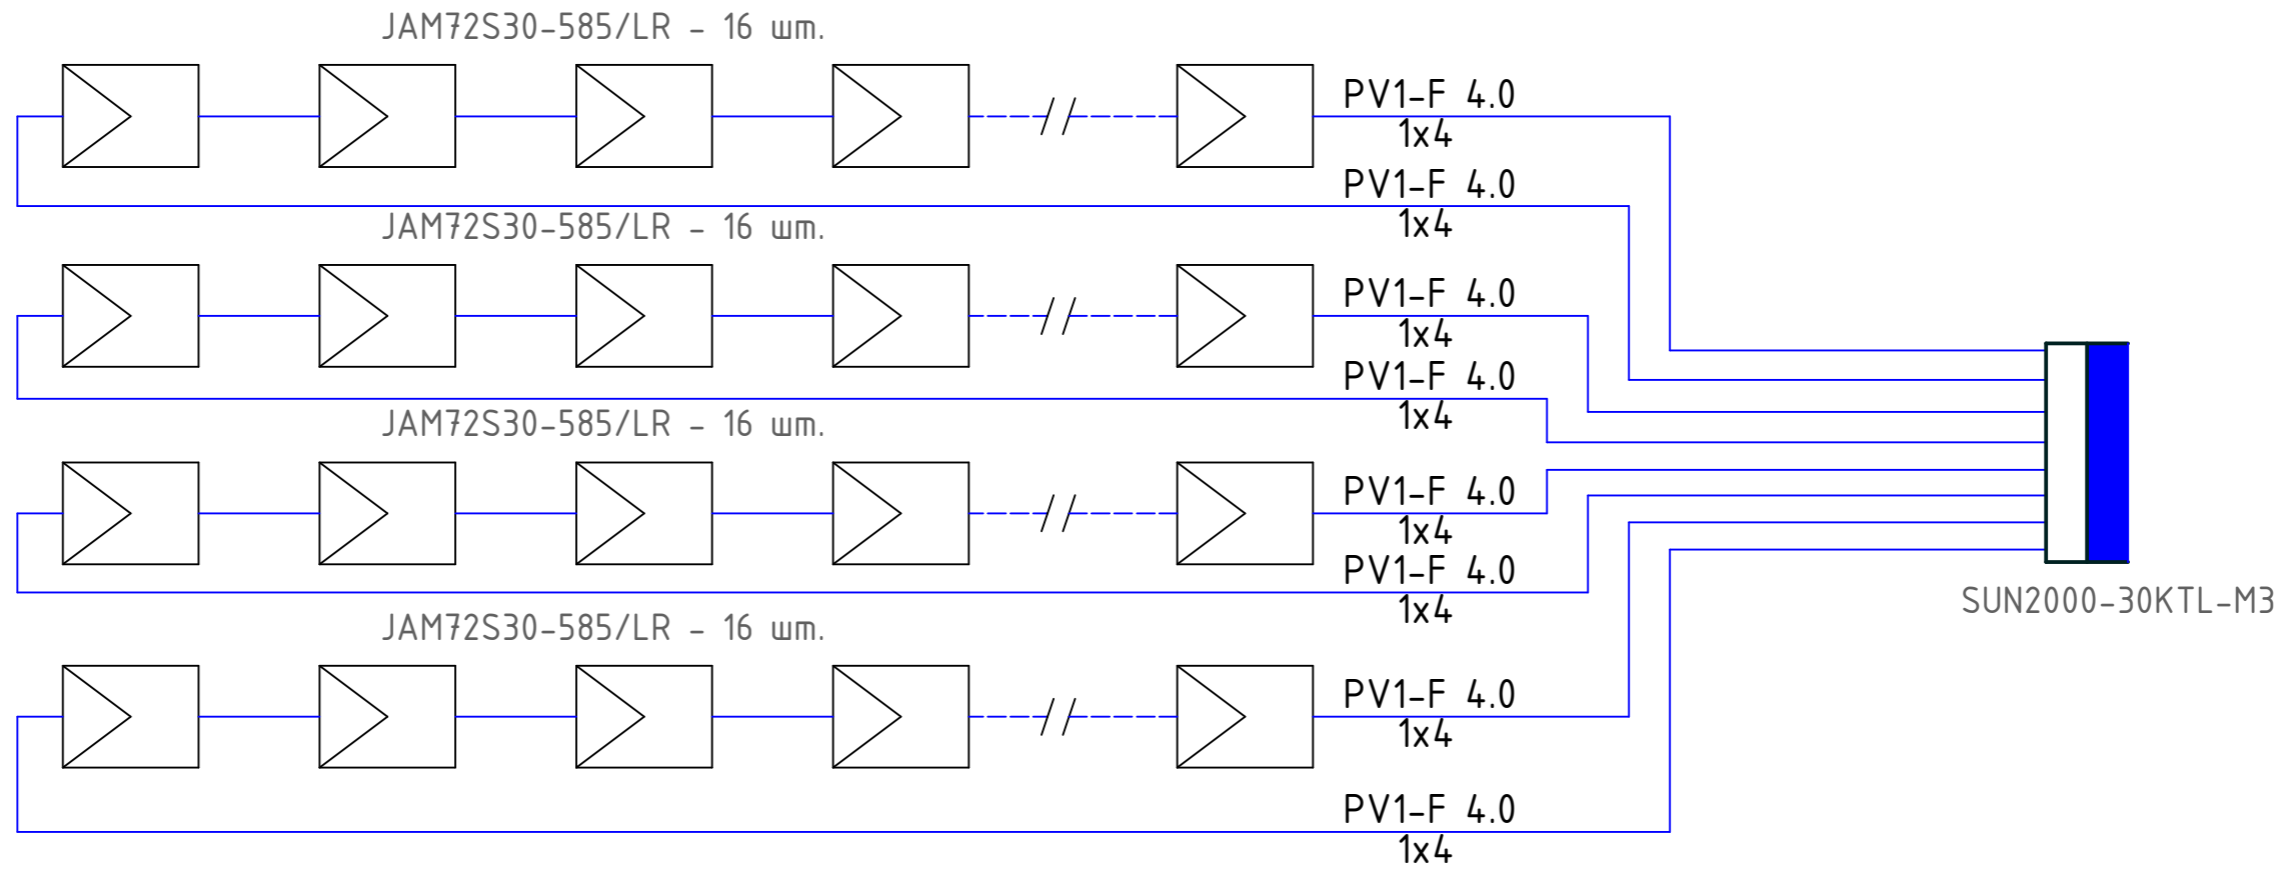 JAM72S30-585/LR - 16 шт.
PV1-F 4.0
1x4
PV1-F 4.0
1x4
JAM72S30-585/LR - 16 шт.
PV1-F 4.0
1x4
PV1-F 4.0
1x4
JAM72S30-585/LR - 16 шт.
PV1-F 4.0
1x4
PV1-F 4.0
1x4
SUN2000-30KTL-M3
JAM72S30-585/LR - 16 шт.
PV1-F 4.0
1x4
PV1-F 4.0
1x4